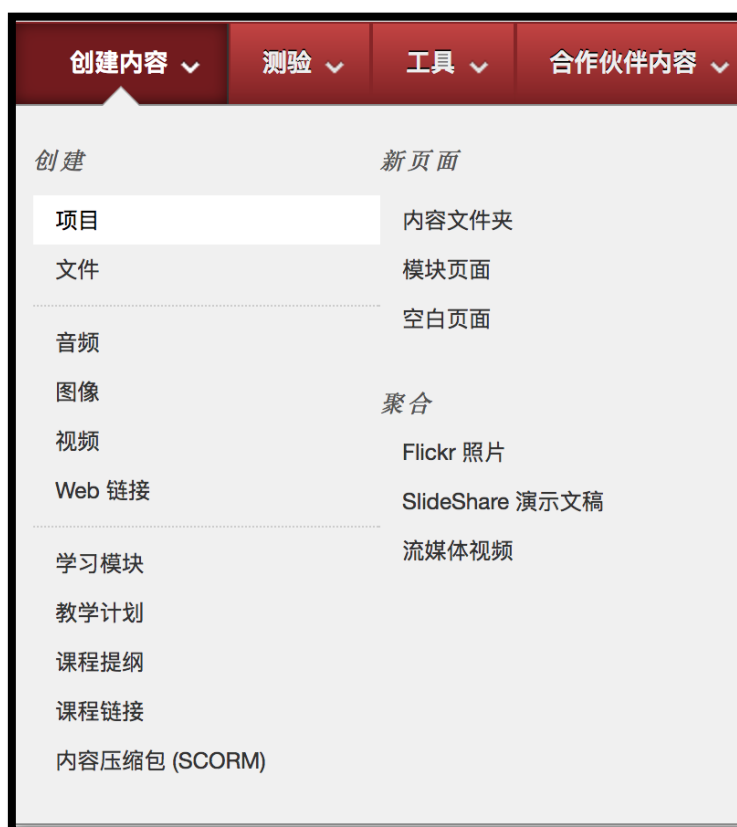 创建内容 测验 工具 合作伙伴内容
创建
项目
文件
音频
图像
视频
Web 链接
学习模块
教学计划
课程提纲
课程链接
内容压缩包 (SCORM)
新页面
内容文件夹
模块页面
空白页面
聚合
Flickr 照片
SlideShare 演示文稿
流媒体视频